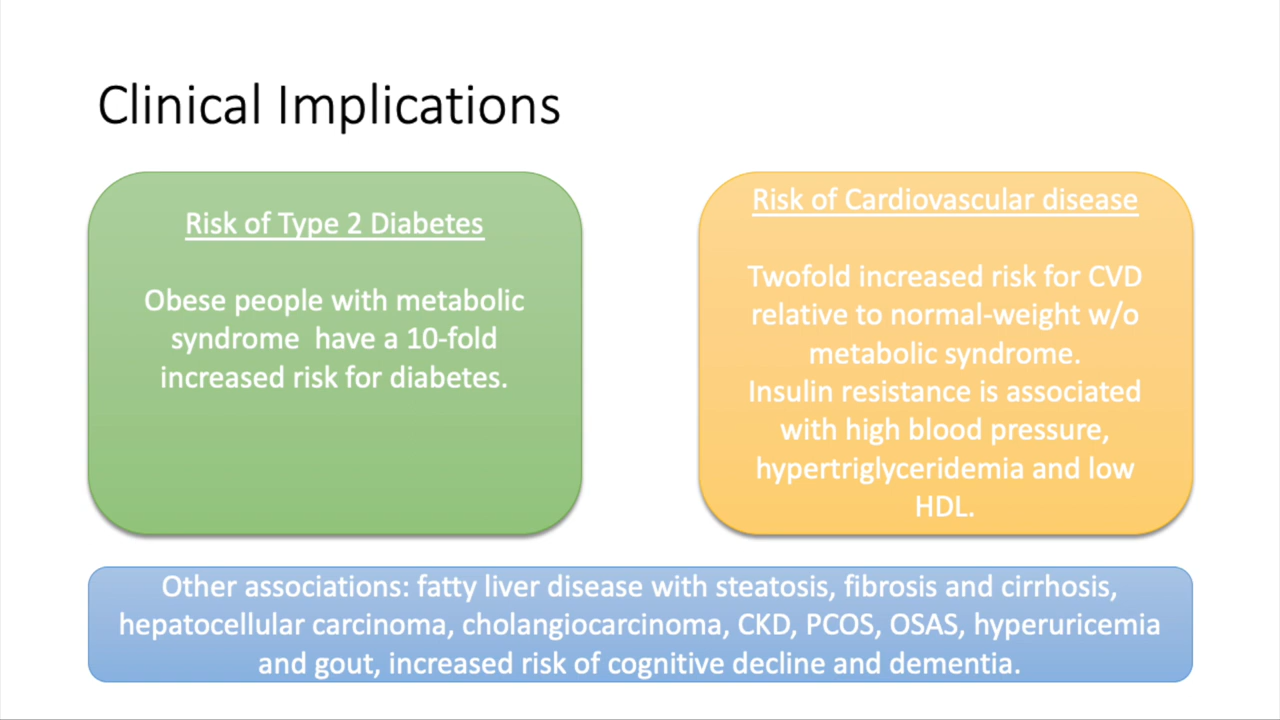 Clinical Implications
Risk of Type 2 Diabetes
Obese people with metabolic
syndrome  have a 10-fold
increased risk for diabetes.
Risk of Cardiovascular disease
Twofold increased risk for CVD
relative to normal-weight w/o
metabolic syndrome.
Insulin resistance is associated
with high blood pressure,
hypertriglyceridemia and low
HDL.
Other associations: fatty liver disease with steatosis, fibrosis and cirrhosis,
hepatocellular carcinoma, cholangiocarcinoma, CKD, PCOS, OSAS, hyperuricemia
and gout, increased risk of cognitive decline and dementia.